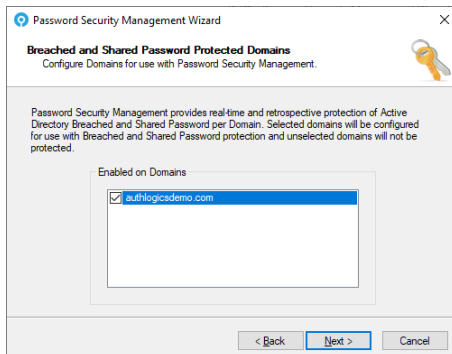 Password Security Management Wizard
Breached and Shared Password Protected Domains
Configure Domains for use with Password Security Management.
Password Security Management provides real-time and retrospective protection of Active
Directory Breached and Shared Password per Domain. Selected domains will be configured
for use with Breached and Shared Password protection and unselected domains will not be
protected.
Enabled on Domains
authlogicsdemo.com
< Back Next > Cancel